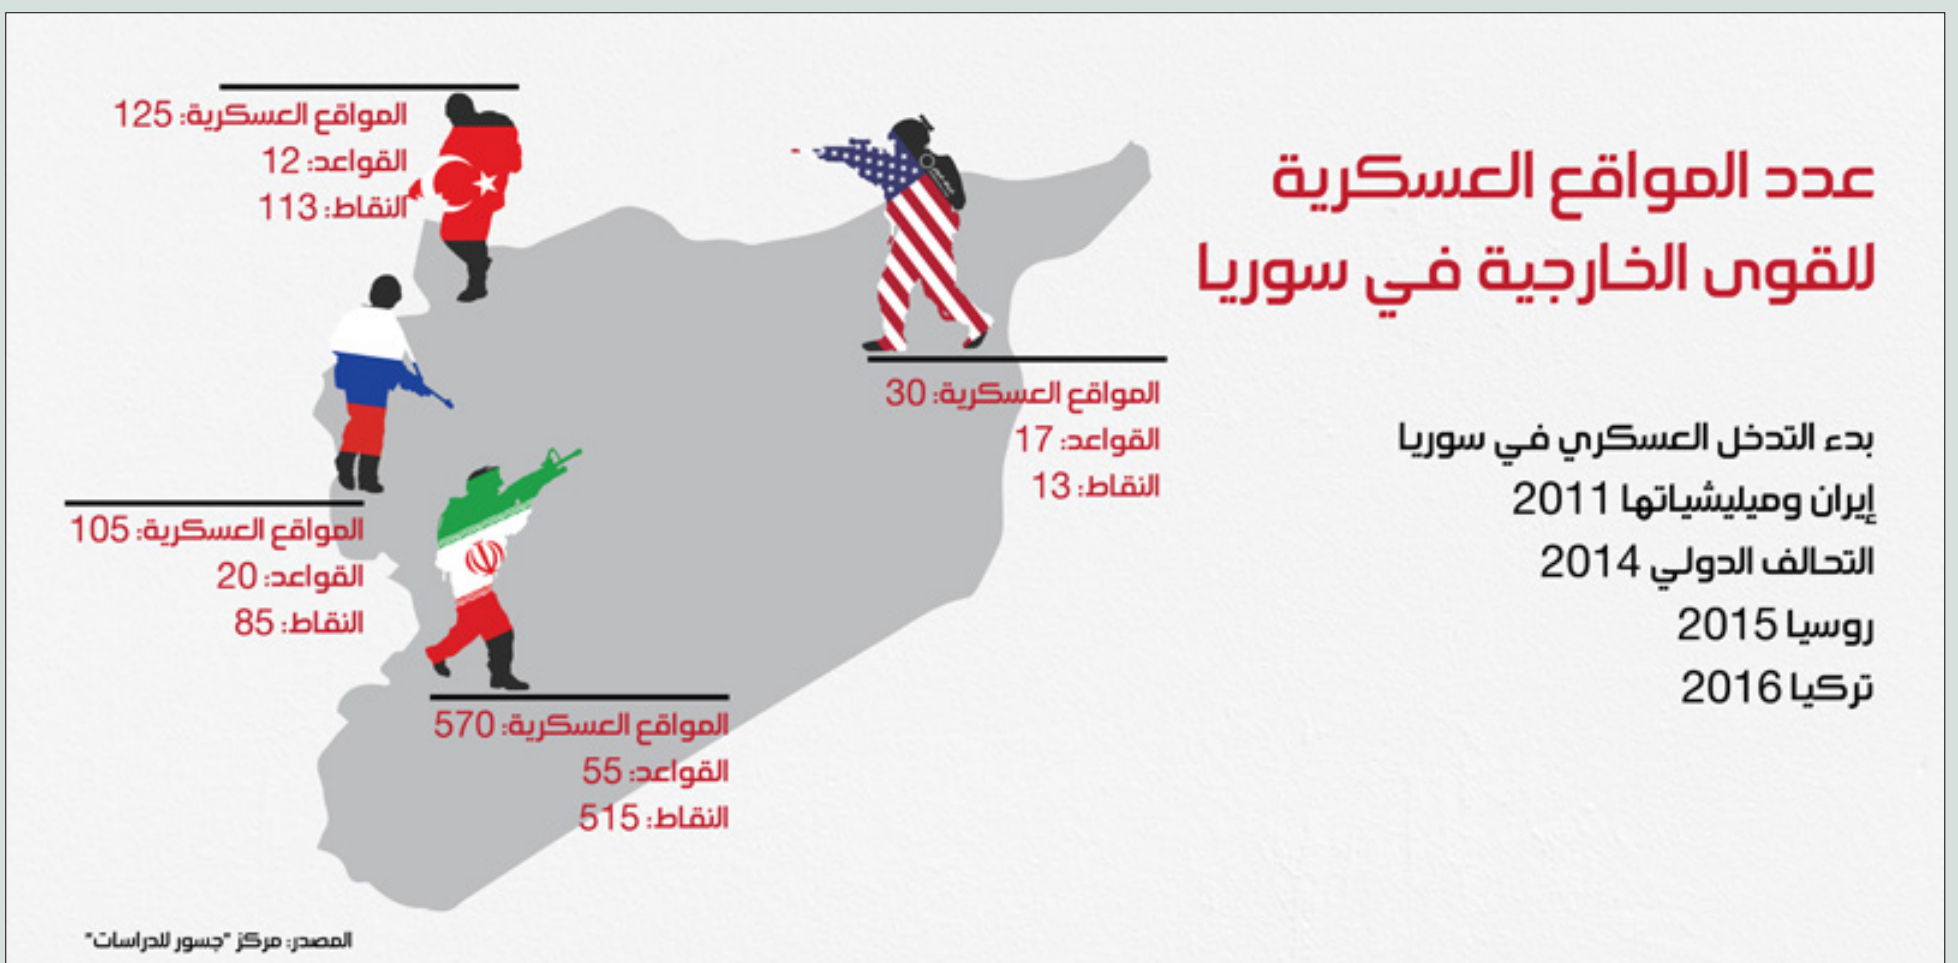 عدد المواقع العسكرية
للقوى الخارجية في سوريا
بدء التدخل العسكري في سوريا
إيران وميليشياتها 2011
التحالف الدولي 2014
روسيا 2015
تركيا 2016
المواقع العسكرية: 30
القواعد: 17
النقاط: 13
المواقع العسكرية: 125
القواعد: 12
النقاط: 113
المواقع العسكرية: 105
القواعد: 20
النقاط: 85
المواقع العسكرية: 570
القواعد: 55
النقاط: 515
المصدر: مركز "جسور للدراسات"